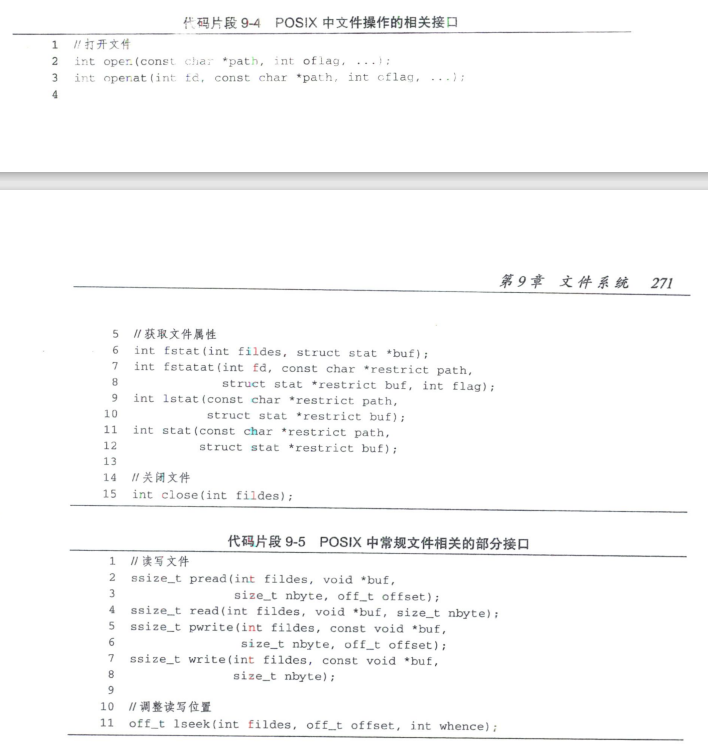 代码片段 9-4 POSIX 中文件操作的相关接口
1 //打开文件
2 int open(const char *path, int oflag, ...);
3 int openat(int fd, const char *path, int oflag, ...);
4
第9章 文件系统 271
5 //获取文件属性
6 int fstat(int fildes, struct stat *buf);
7 int fstatat(int fd, const char *restrict path,
8 struct stat *restrict buf, int flag);
9 int lstat(const char *restrict path,
10 struct stat *restrict buf);
11 int stat(const char *restrict path,
12 struct stat *restrict buf);
13
14 //关闭文件
15 int close(int fildes);
代码片段 9-5 POSIX 中常规文件相关的部分接口
1 //读写文件
2 ssize_t pread(int fildes, void *buf,
3 size_t nbyte, off_t offset);
4 ssize_t read(int fildes, void *buf, size_t nbyte);
5 ssize_t pwrite(int fildes, const void *buf,
6 size_t nbyte, off_t offset);
7 ssize_t write(int fildes, const void *buf,
8 size_t nbyte);
9
10 //调整读写位置
11 off_t lseek(int fildes, off_t offset, int whence);